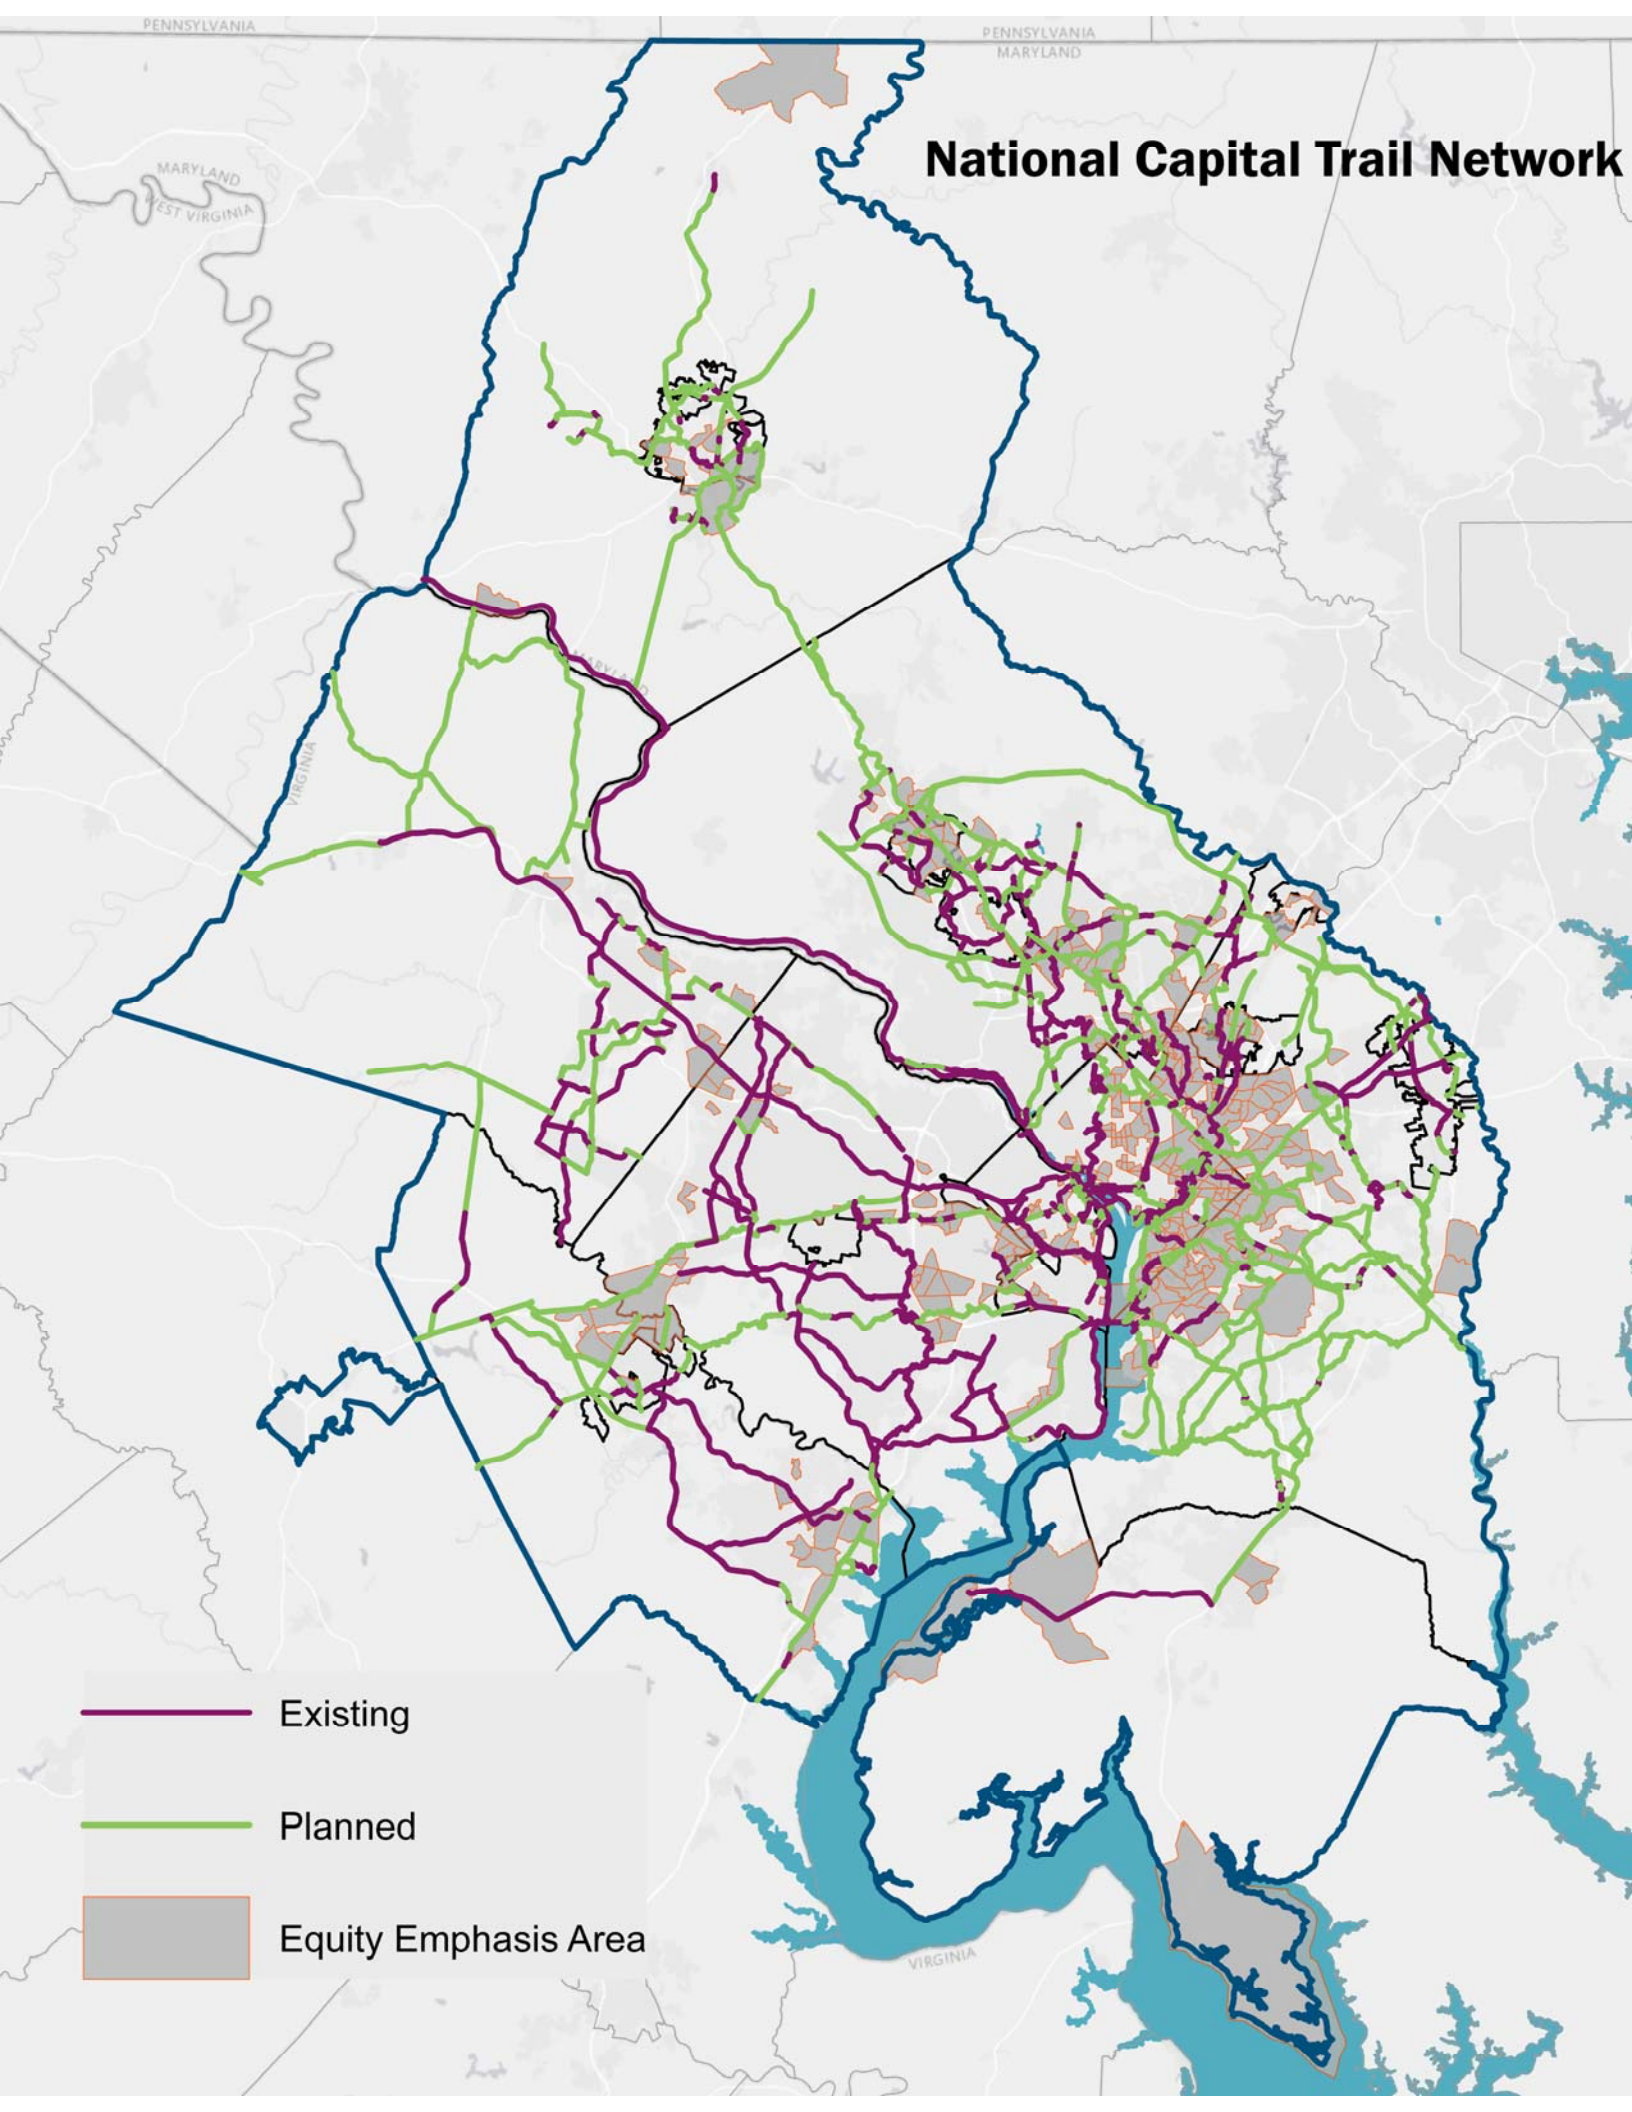 PENNSYLVANIA
PENNSYLVANIA
MARYLAND
National Capital Trail Network
MARYLAND
WEST VIRGINIA
MARYLAND
VIRGINIA
Existing
Planned
Equity Emphasis Area
VIRGINIA